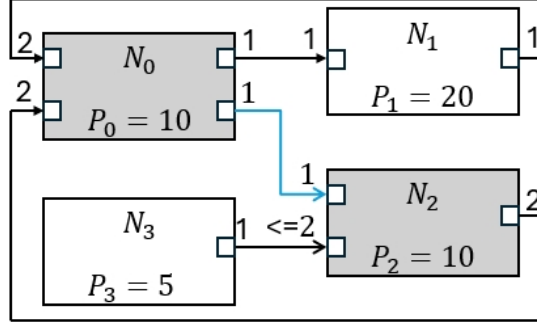 2 N₀ 1 1 N₁ 1
2 P₀ = 10 1 P₁ = 20
1 N₂ 2
N₃ 1 <=2
P₃ = 5 P₂ = 10